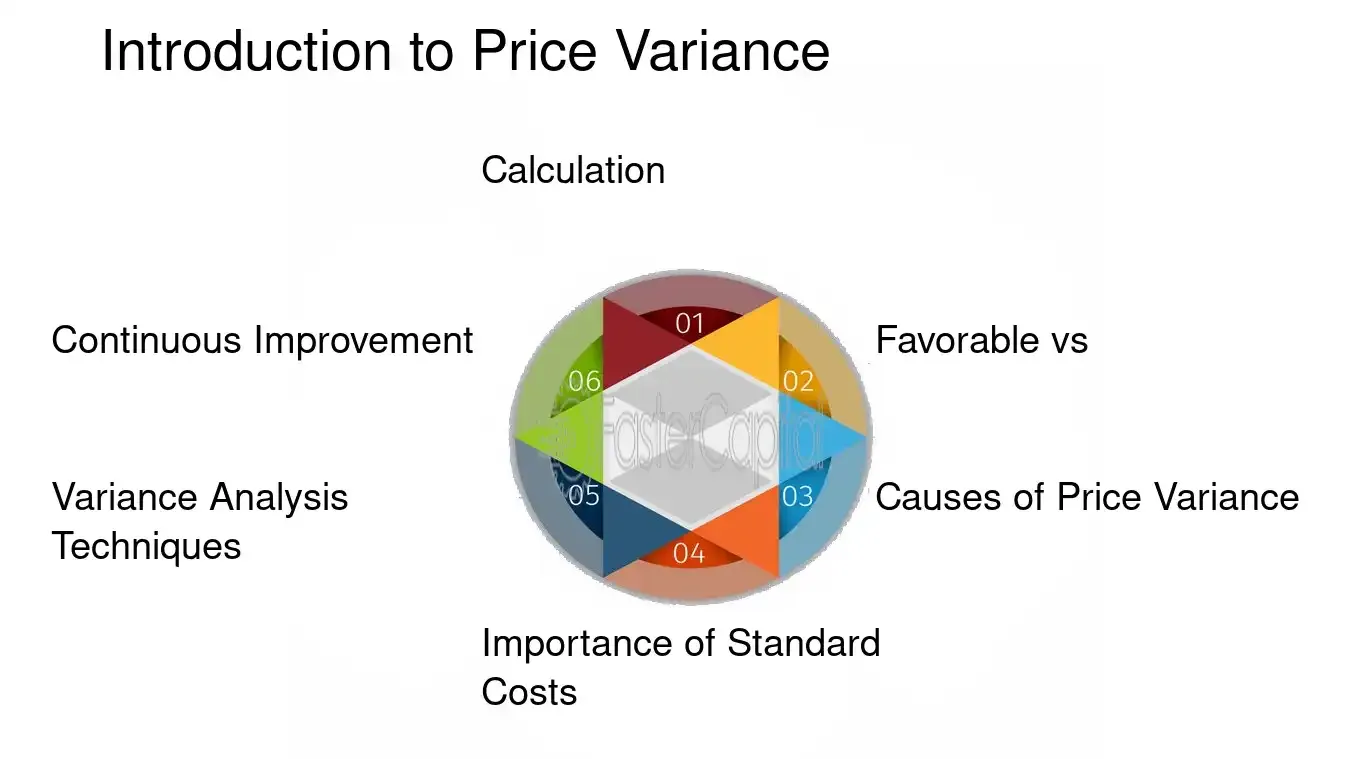 Introduction to Price Variance
Calculation
01
Continuous Improvement
Favorable vs
06
02
FasterCapital
Variance Analysis
Techniques
05
03
Causes of Price Variance
04
Importance of Standard
Costs